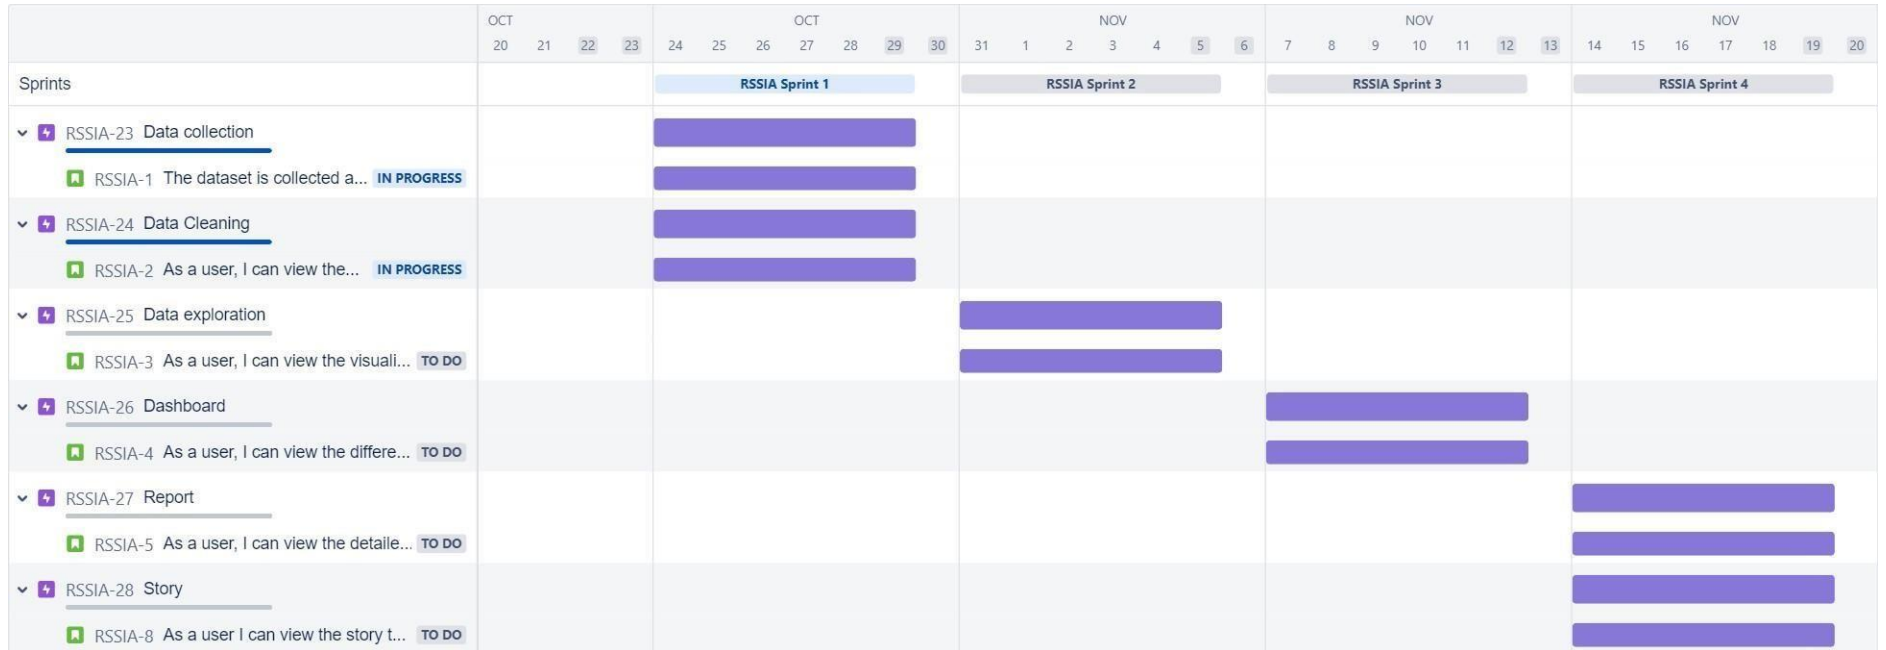 OCT OCT NOV NOV NOV
20 21 22 23 24 25 26 27 28 29 30 31 1 2 3 4 5 6 7 8 9 10 11 12 13 14 15 16 17 18 19 20
Sprints RSSIA Sprint 1 RSSIA Sprint 2 RSSIA Sprint 3 RSSIA Sprint 4
RSSIA-23 Data collection
RSSIA-1 The dataset is collected a... IN PROGRESS
RSSIA-24 Data Cleaning
RSSIA-2 As a user, I can view the... IN PROGRESS
RSSIA-25 Data exploration
RSSIA-3 As a user, I can view the visuali... TO DO
RSSIA-26 Dashboard
RSSIA-4 As a user, I can view the differe... TO DO
RSSIA-27 Report
RSSIA-5 As a user, I can view the detaile... TO DO
RSSIA-28 Story
RSSIA-8 As a user I can view the story t... TO DO